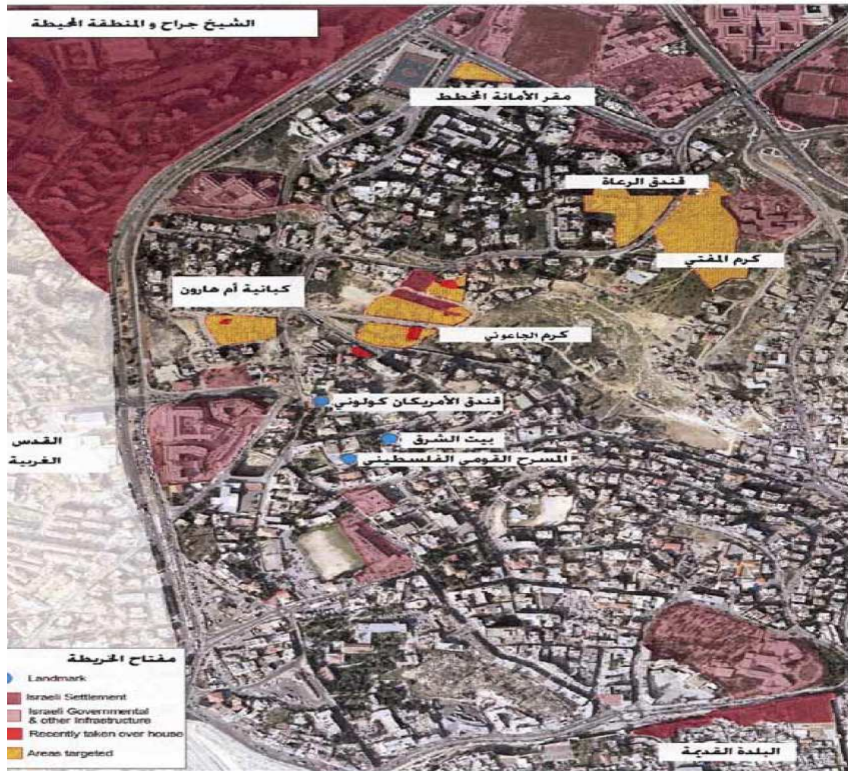 الشيخ جراح و المنطقة المحيطة
مقر الأمانة المخطط
فندق الرعاة
كرم المفتي
كبانية أم هارون
كرم الجاعوني
فندق الأمريكان كولوني
بيت الشرق
المسرح القومي الفلسطيني
القدس
الغربية
مفتاح الخريطة
Landmark
Israeli Settlement
Israeli Governmental
& other Infrastructure
Recently taken over house
Areas targeted
البلدة القديمة